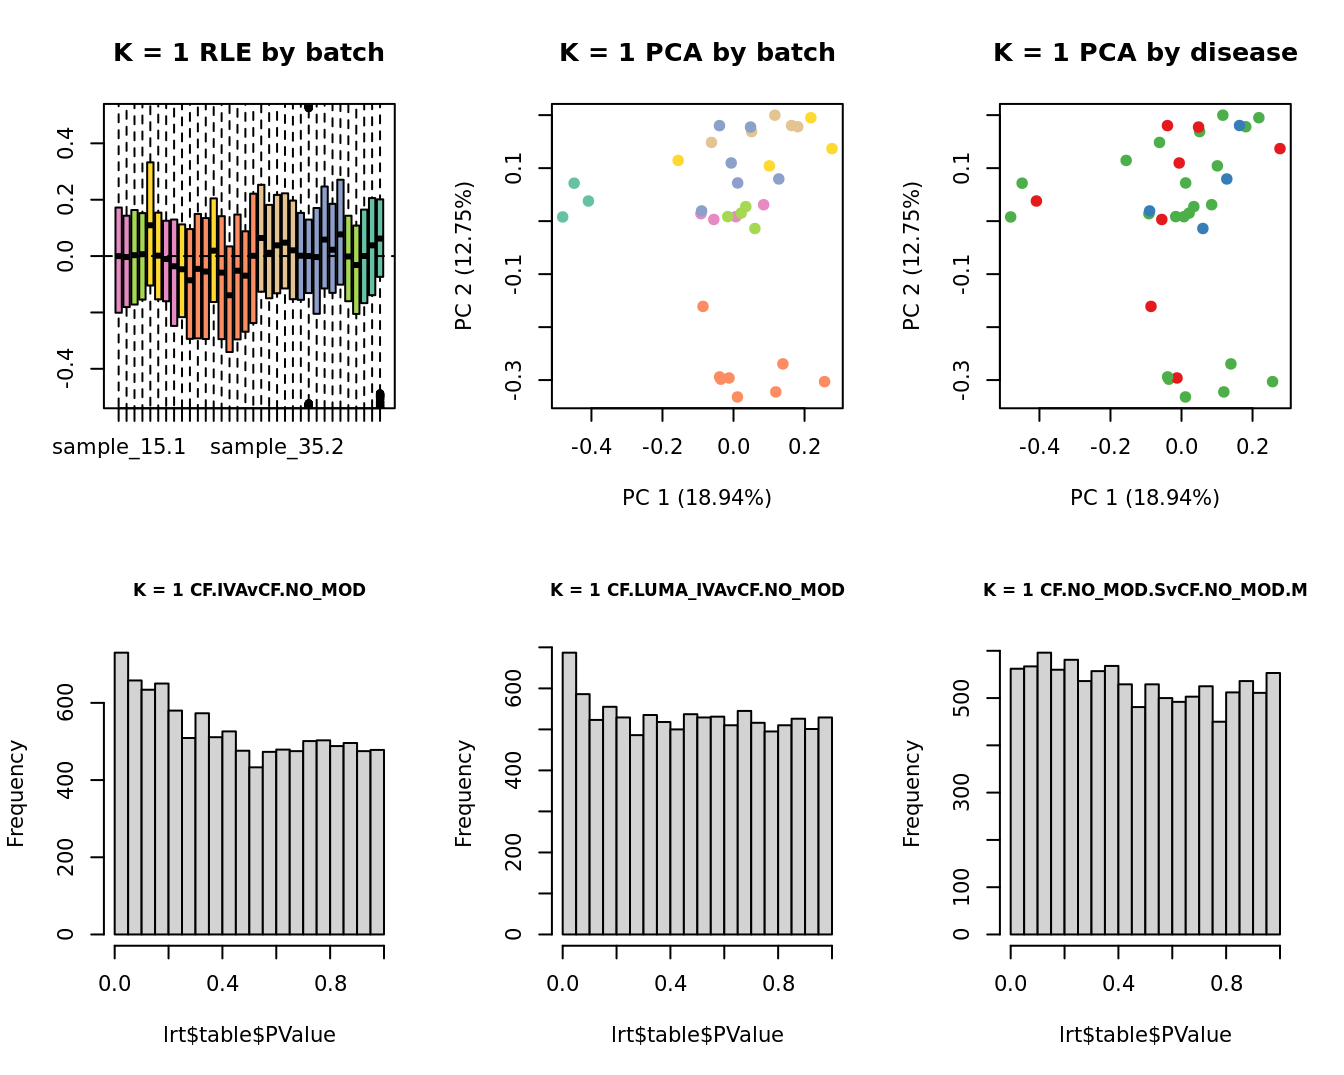 K = 1 RLE by batch
0.4
0.2
0.0
-0.4
sample_15.1 sample_35.2
K = 1 PCA by batch
PC 2 (12.75%)
0.1
-0.1
-0.3
-0.4 -0.2 0.0 0.2
PC 1 (18.94%)
K = 1 PCA by disease
PC 2 (12.75%)
0.1
-0.1
-0.3
-0.4 -0.2 0.0 0.2
PC 1 (18.94%)
K = 1 CF.IVAvCF.NO_MOD
Frequency
600
400
200
0
0.0 0.4 0.8
lrt$table$PValue
K = 1 CF.LUMA_IVAvCF.NO_MOD
Frequency
600
400
200
0
0.0 0.4 0.8
lrt$table$PValue
K = 1 CF.NO_MOD.SvCF.NO_MOD.M
Frequency
500
300
100
0
0.0 0.4 0.8
lrt$table$PValue